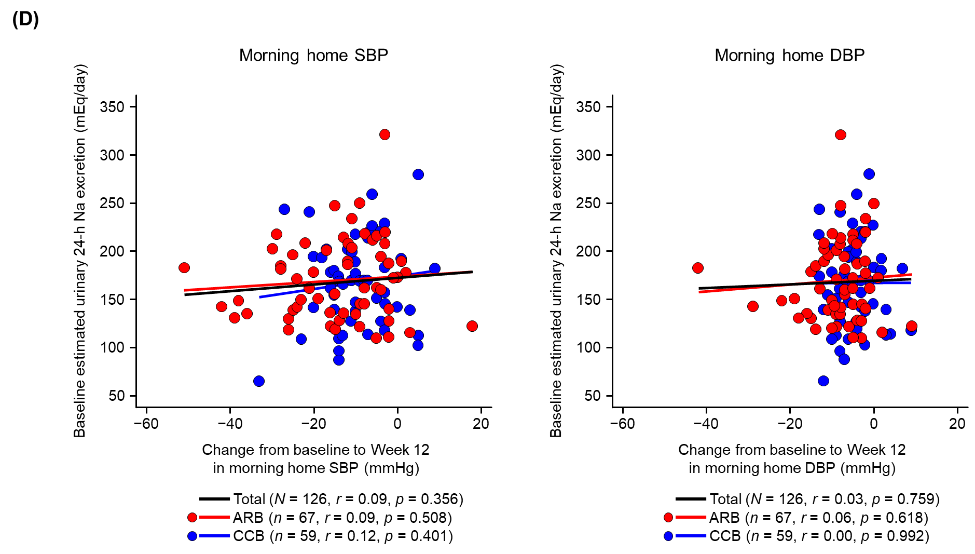 (D)
Morning home SBP
Baseline estimated urinary 24-h Na excretion (mEq/day)
350
300
250
200
150
100
50
−60
−40
−20
0
20
Change from baseline to Week 12
in morning home SBP (mmHg)
Total (N = 126, r = 0.09, p = 0.356)
ARB (n = 67, r = 0.09, p = 0.508)
CCB (n = 59, r = 0.12, p = 0.401)
Morning home DBP
Baseline estimated urinary 24-h Na excretion (mEq/day)
350
300
250
200
150
100
50
−60
−40
−20
0
20
Change from baseline to Week 12
in morning home DBP (mmHg)
Total (N = 126, r = 0.03, p = 0.759)
ARB (n = 67, r = 0.06, p = 0.618)
CCB (n = 59, r = 0.00, p = 0.992)